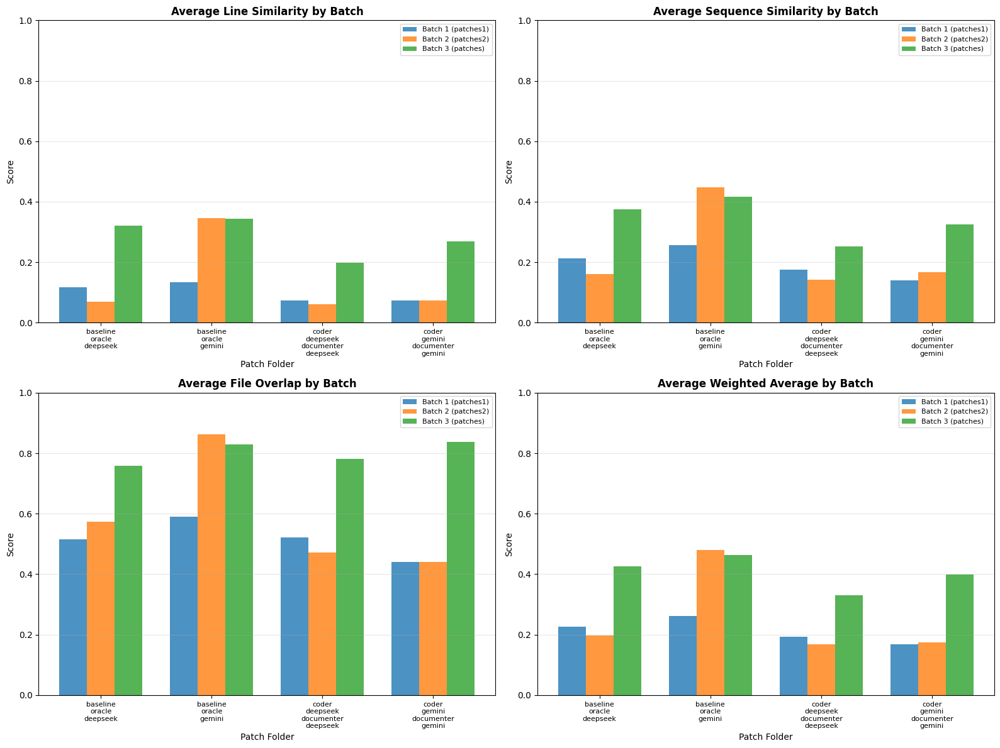 Average Line Similarity by Batch
1.0
0.8
0.6
0.4
0.2
0.0
Score
Batch 1 (patches1)
Batch 2 (patches2)
Batch 3 (patches)
baseline
oracle
deepseek
baseline
oracle
gemini
coder
deepseek
documenter
deepseek
coder
gemini
documenter
gemini
Patch Folder
Average Sequence Similarity by Batch
1.0
0.8
0.6
0.4
0.2
0.0
Score
Batch 1 (patches1)
Batch 2 (patches2)
Batch 3 (patches)
baseline
oracle
deepseek
baseline
oracle
gemini
coder
deepseek
documenter
deepseek
coder
gemini
documenter
gemini
Patch Folder
Average File Overlap by Batch
1.0
0.8
0.6
0.4
0.2
0.0
Score
Batch 1 (patches1)
Batch 2 (patches2)
Batch 3 (patches)
baseline
oracle
deepseek
baseline
oracle
gemini
coder
deepseek
documenter
deepseek
coder
gemini
documenter
gemini
Patch Folder
Average Weighted Average by Batch
1.0
0.8
0.6
0.4
0.2
0.0
Score
Batch 1 (patches1)
Batch 2 (patches2)
Batch 3 (patches)
baseline
oracle
deepseek
baseline
oracle
gemini
coder
deepseek
documenter
deepseek
coder
gemini
documenter
gemini
Patch Folder